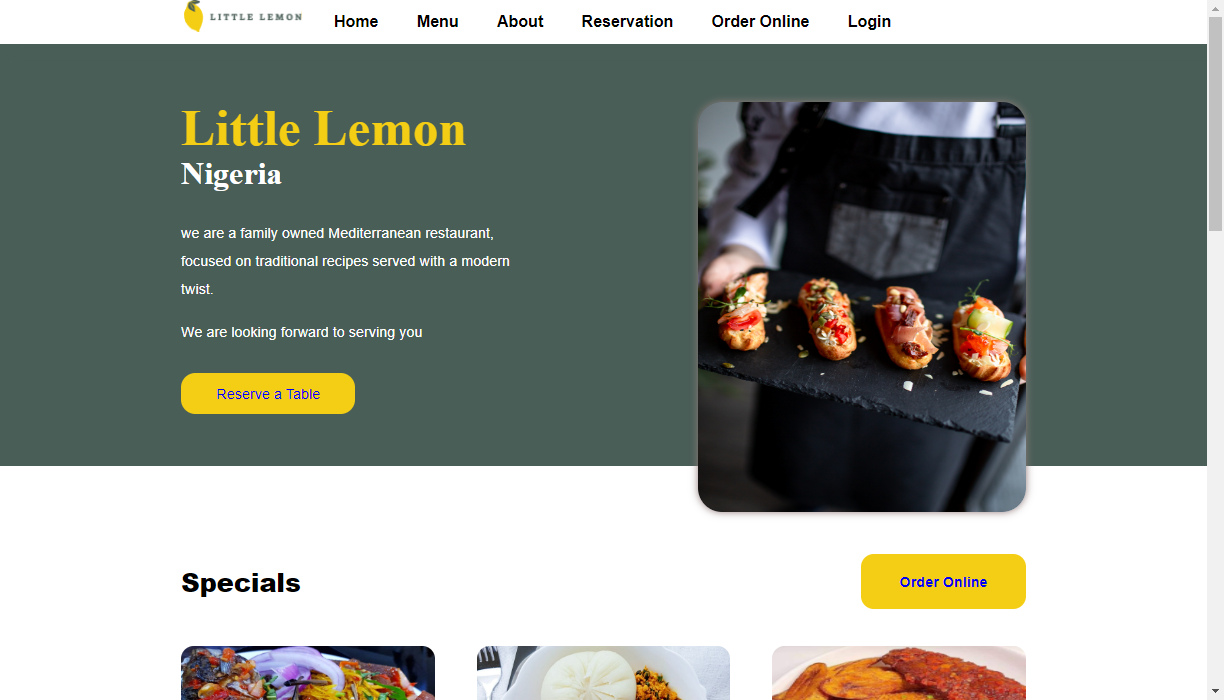 LITTLE LEMON
Home Menu About Reservation Order Online Login
Little Lemon
Nigeria
we are a family owned Mediterranean restaurant,
focused on traditional recipes served with a modern
twist.
We are looking forward to serving you
Reserve a Table
Specials
Order Online